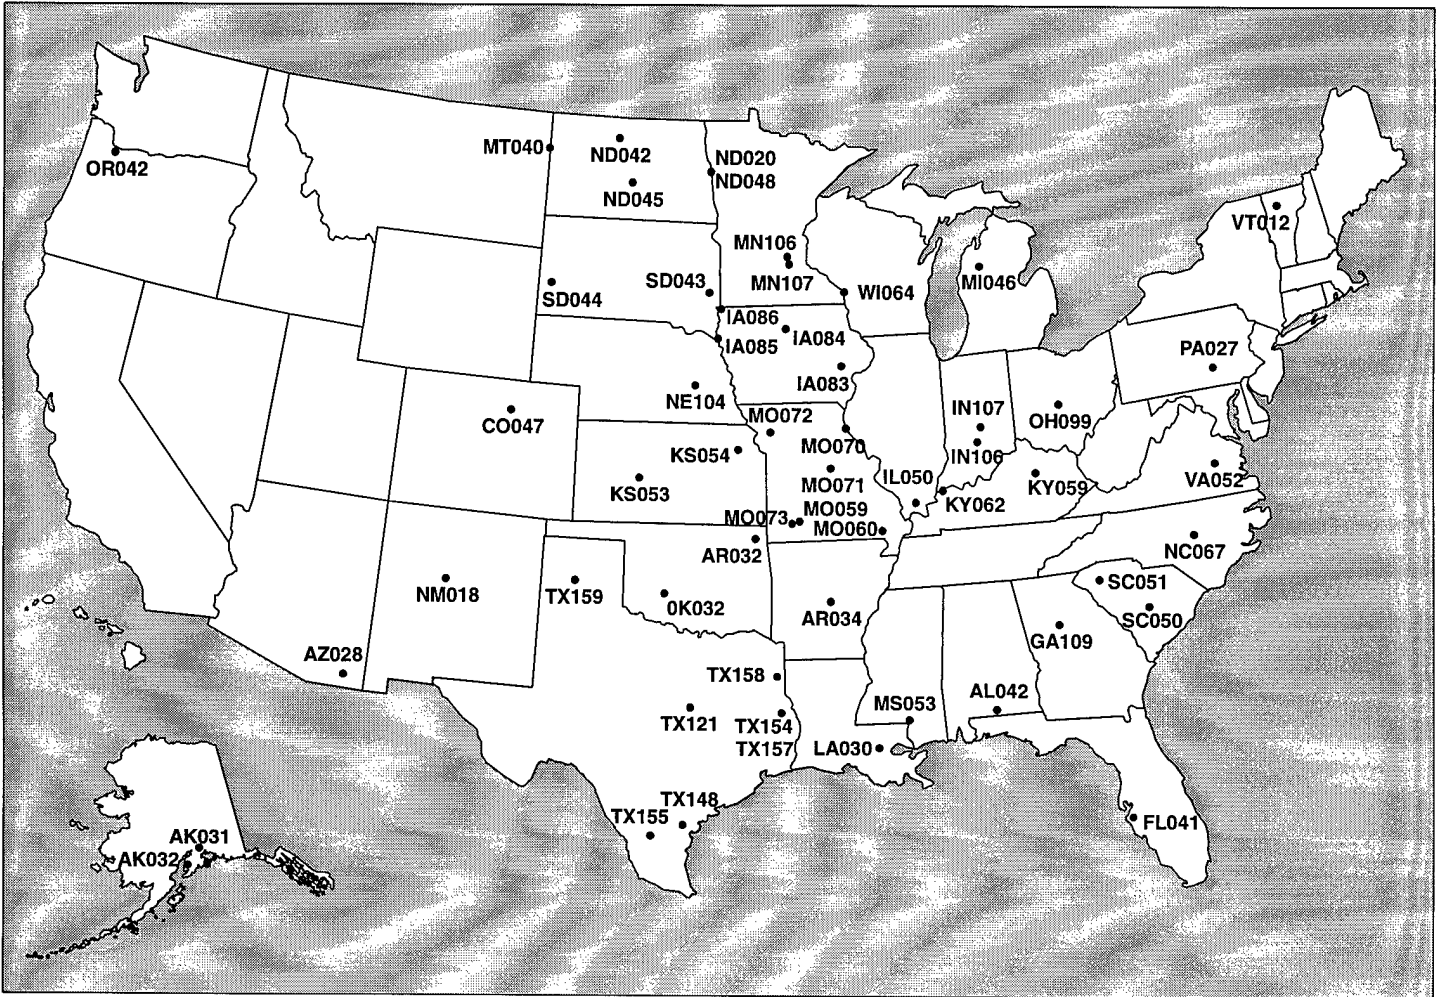 MT040
ND042
ND020
ND048
OR042
ND045
VT012
MN106
MN107
SD043
SD044
WI064
MI046
IA086
IA084
IA085
PA027
IA083
NE104
IN107
MO072
CO047
OH099
MO070
IN106
KS054
IL050
MO071
KY059
VA052
KS053
KY062
MO059
MO073
MO060
AR032
NC067
SC051
NM018
TX159
0K032
AR034
SC050
GA109
AZ028
TX158
AL042
MS053
TX121
TX154
TX157
LA030
TX148
TX155
FL041
AK031
AK032